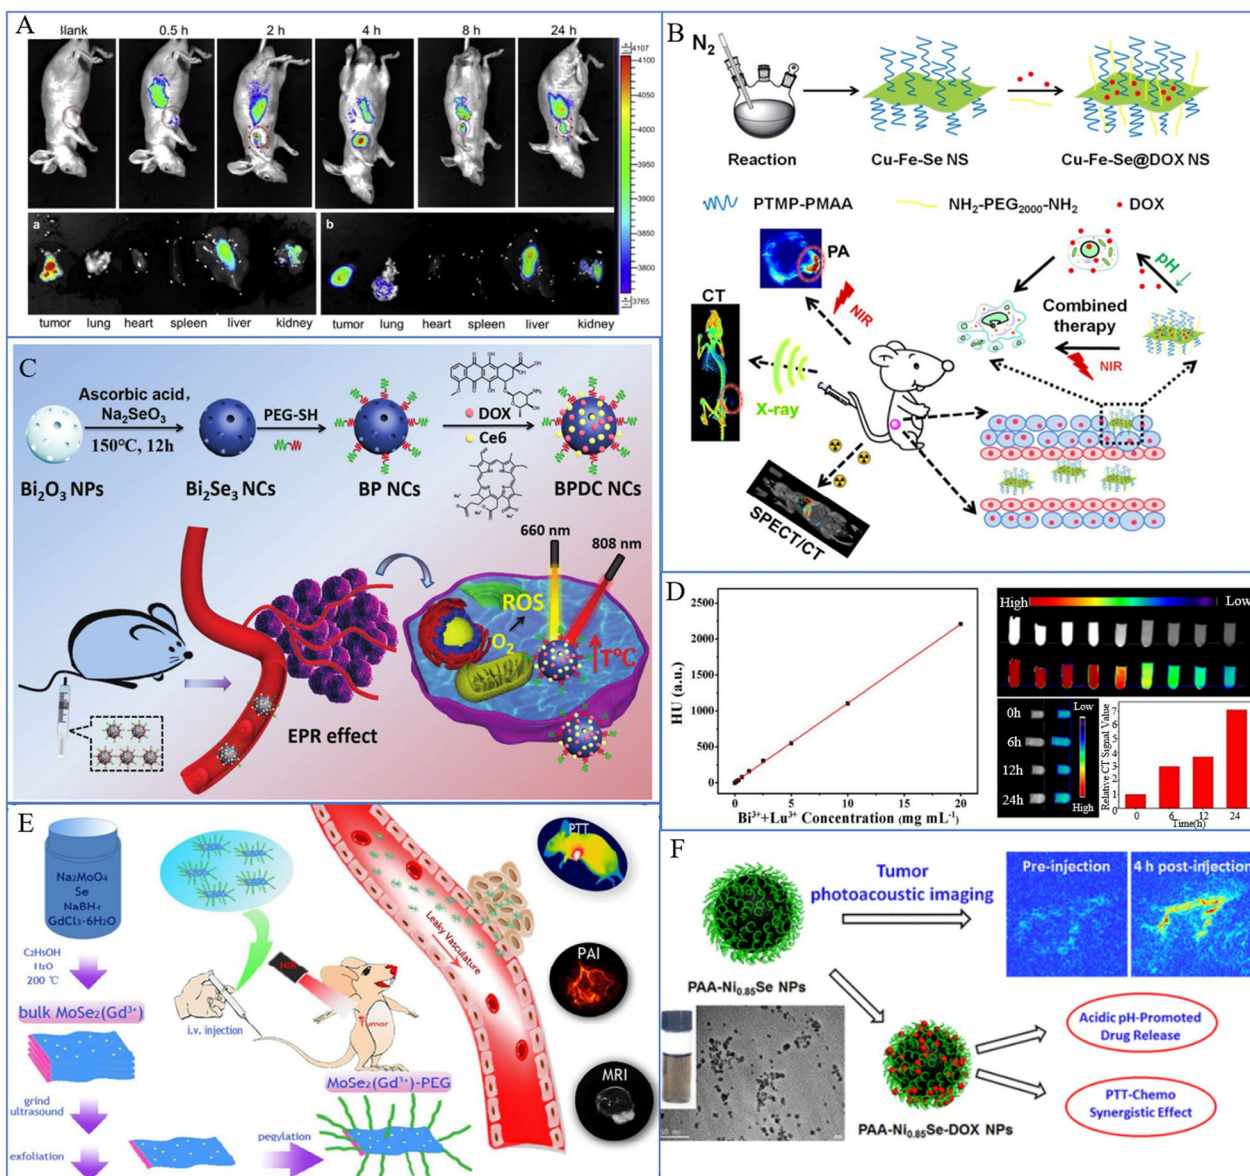 A
Blank 0.5 h 2 h 4 h 8 h 24 h
4107
4100
4050
4000
3950
3900
3850
3800
3765
a
b
tumor lung heart spleen liver kidney
tumor lung heart spleen liver kidney
B
N2
Reaction
Cu-Fe-Se NS
Cu-Fe-Se@DOX NS
PTMP-PMAA
NH2-PEG2000-NH2
DOX
PA
CT
NIR
pH
Combined
therapy
NIR
X-ray
SPECT/CT
C
Ascorbic acid,
Na2SeO3
150℃, 12h
PEG-SH
DOX
Ce6
Bi2O3 NPs
Bi2Se3 NCs
BP NCs
BPDC NCs
660 nm
808 nm
ROS
O2
T℃
EPR effect
D
2500
2000
1500
1000
500
0
HU (a.u.)
0 5 10 15 20
Bi³⁺+Lu³⁺ Concentration (mg mL⁻¹)
High
Low
0h
6h
12h
24h
Low
High
Relative CT Signal Value
7
6
5
4
3
2
1
0 6 12 24
Time(h)
E
Na2MoO4
Se
NaBH4
GdCl3·6H2O
C2H5OH
H2O
200 ℃
bulk MoSe2(Gd³⁺)
grind
ultrasound
exfoliation
pegylation
MoSe2(Gd³⁺)-PEG
i.v. injection
NIR
Tumor
Leaky Vasculature
PTT
PAI
MRI
F
Tumor
photoacoustic imaging
Pre-injection
4 h post-injection
PAA-Ni0.85Se NPs
PAA-Ni0.85Se-DOX NPs
Acidic pH-Promoted
Drug Release
PTT-Chemo
Synergistic Effect